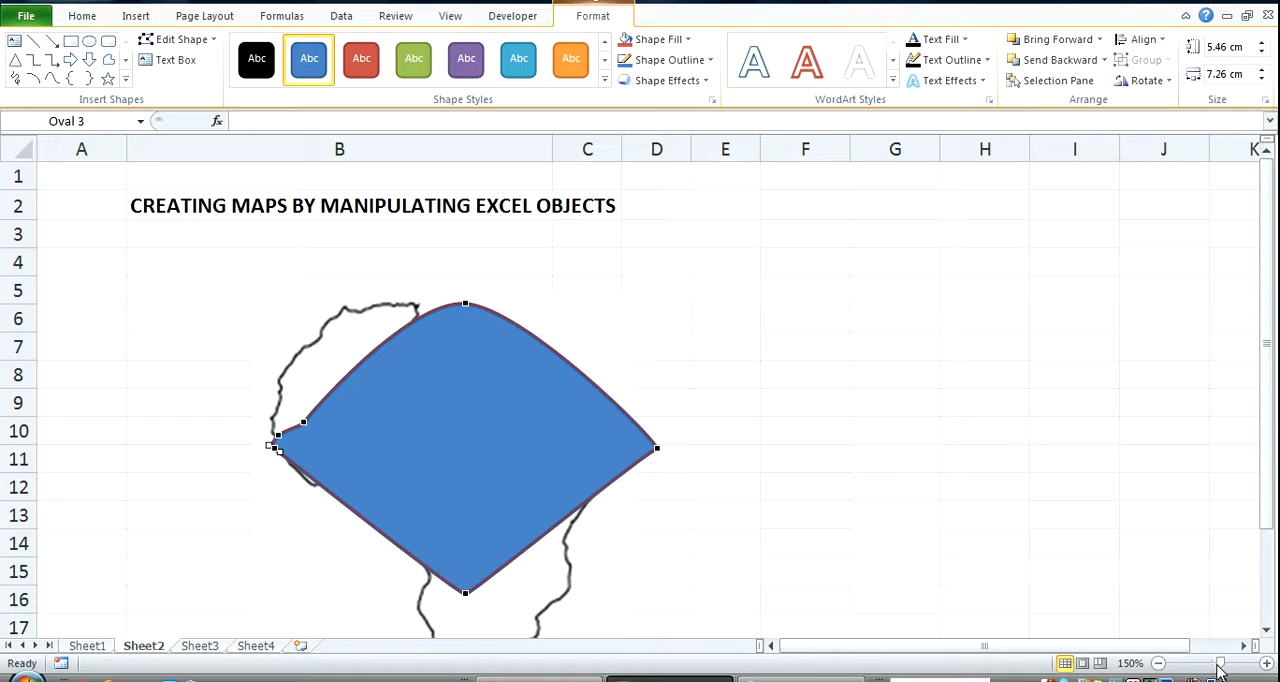 File Home Insert Page Layout Formulas Data Review View Developer Format
Edit Shape
Text Box
Insert Shapes
Abc Abc Abc Abc Abc Abc Abc
Shape Fill
Shape Outline
Shape Effects
Shape Styles
A A A
Text Fill
Text Outline
Text Effects
WordArt Styles
Bring Forward
Send Backward
Selection Pane
Align
Group
Rotate
Arrange
5.46 cm
7.26 cm
Size
Oval 3 fx
A B C D E F G H I J K
1
2 CREATING MAPS BY MANIPULATING EXCEL OBJECTS
3
4
5
6
7
8
9
10
11
12
13
14
15
16
17
Sheet1 Sheet2 Sheet3 Sheet4
Ready 150%